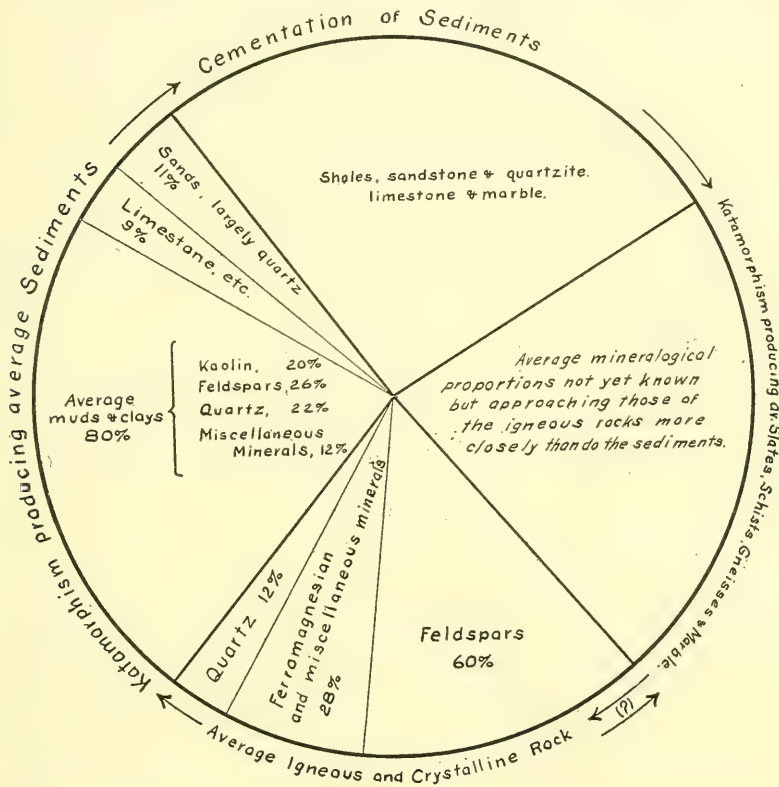 Cementation of Sediments
Katamorphism producing av. Slates, Schists, Gneisses & Marble.
(?)
Average Igneous and Crystalline Rock
Katamorphism producing average Sediments
Shales, sandstone & quartzite.
limestone & marble.
Average mineralogical
proportions not yet known
but approaching those of
the igneous rocks more
closely than do the sediments.
Feldspars
60%
Ferromagnesian
and miscellaneous minerals
28%
Quartz 12%
Average
muds & clays
80%
Kaolin, 20%
Feldspars, 26%
Quartz, 22%
Miscellaneous
Minerals, 12%
Limestone, etc.
9%
Sands, largely quartz
11%